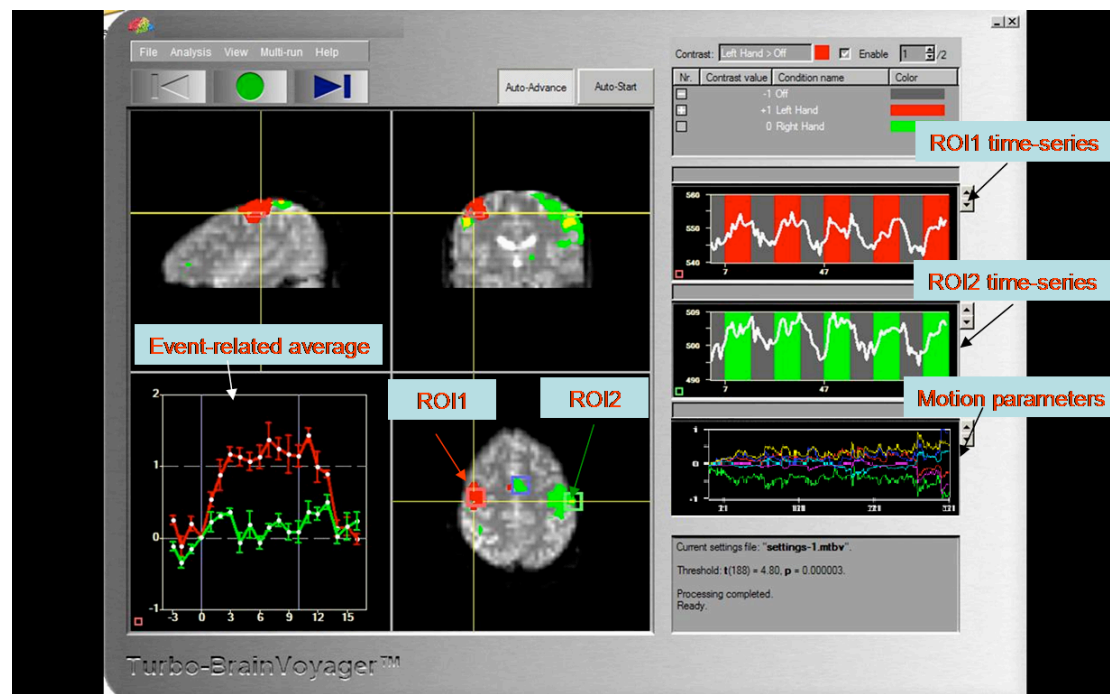 File Analysis View Multi-run Help
Auto-Advance Auto-Start
Contrast: Left Hand > Off Enable 1 /2
Nr. Contrast value Condition name Color
-1 Off
+1 Left Hand
0 Right Hand
ROI1 time-series
560
550
540
7 47
ROI2 time-series
509
500
490
7 47
Motion parameters
1
0
-1
Event-related average
2
1
0
-1
-3 0 3 6 9 12 15
ROI1
ROI2
Current settings file: "settings-1.mtbv".
Threshold: t(188) = 4.80, p = 0.000003.
Processing completed.
Ready.
Turbo-BrainVoyager™